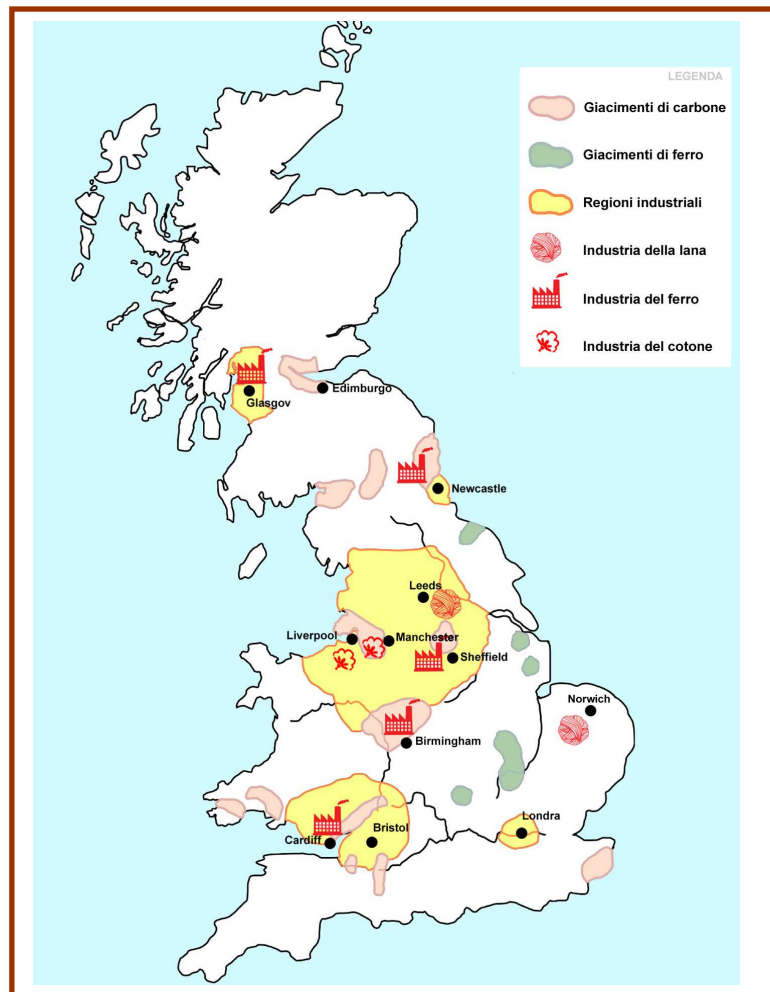 LEGENDA
Giacimenti di carbone
Giacimenti di ferro
Regioni industriali
Industria della lana
Industria del ferro
Industria del cotone
Edimburgo
Glasgov
Newcastle
Leeds
Liverpool
Manchester
Sheffield
Norwich
Birmingham
Londra
Bristol
Cardiff